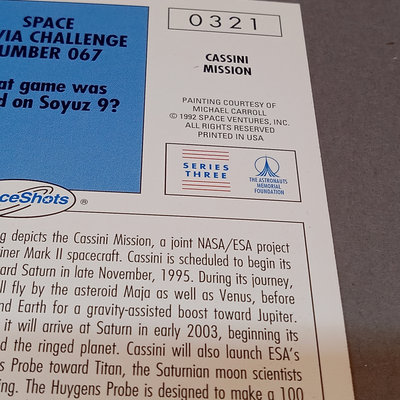 SPACE
VIA CHALLENGE
UMBER 067
at game was
d on Soyuz 9?
0321
CASSINI
MISSION
PAINTING COURTESY OF
MICHAEL CARROLL
© 1992 SPACE VENTURES, INC.
ALL RIGHTS RESERVED
PRINTED IN USA
SERIES
THREE
THE ASTRONAUTS
MEMORIAL
FOUNDATION
ceShots ®
g depicts the Cassini Mission, a joint NASA/ESA project
iner Mark II spacecraft. Cassini is scheduled to begin its
ard Saturn in late November, 1995. During its journey,
ll fly by the asteroid Maja as well as Venus, before
nd Earth for a gravity-assisted boost toward Jupiter.
it will arrive at Saturn in early 2003, beginning its
d the ringed planet. Cassini will also launch ESA's
s Probe toward Titan, the Saturnian moon scientists
ing. The Huygens Probe is designed to make a 100